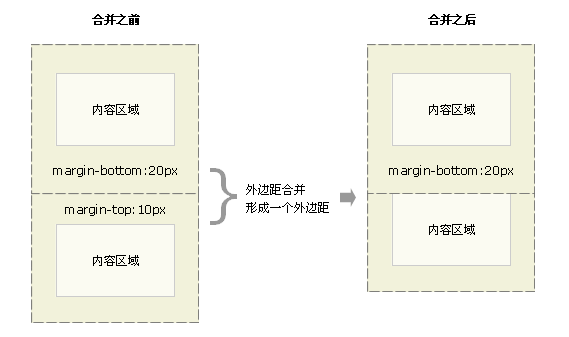 合并之前
合并之后
内容区域
margin-bottom:20px
margin-top:10px
内容区域
外边距合并
形成一个外边距
内容区域
margin-bottom:20px
内容区域